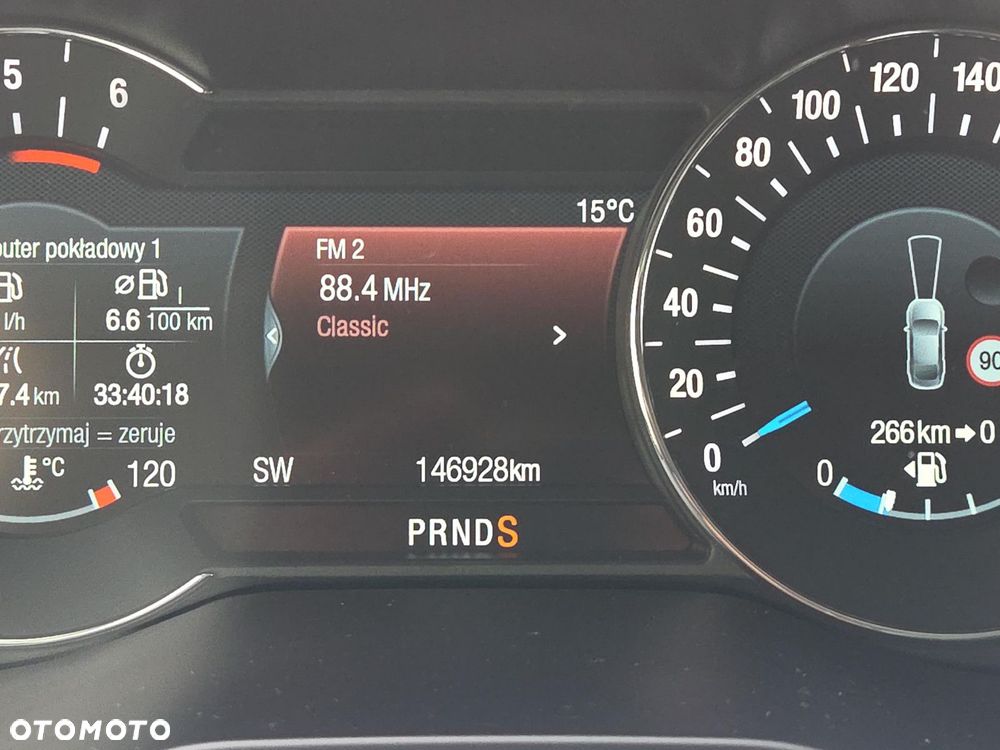 5
6
120
140
100
80
60
40
20
0
km/h
15°C
FM 2
88.4 MHz
Classic
pokładowy 1
l/h
6.6
l
100 km
7.4 km
33:40:18
= zeruje
°C
120
SW
146928km
PRNDS
90
266km → 0
0
OTOMOTO